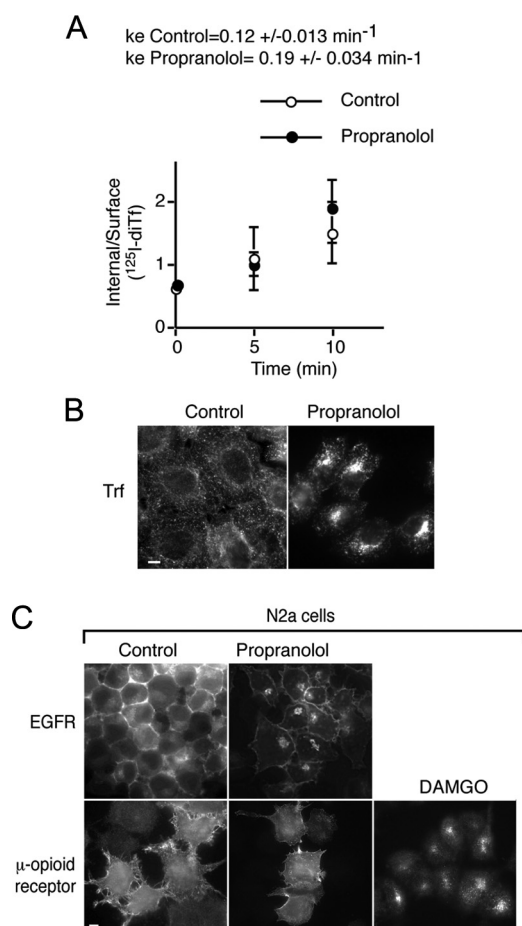 A
ke Control=0.12 +/-0.013 min-1
ke Propranolol= 0.19 +/- 0.034 min-1
Control
Propranolol
Internal/Surface
(125I-diTf)
2
1
0
0 5 10
Time (min)
B
Control Propranolol
Trf
C
N2a cells
Control Propranolol
EGFR
DAMGO
μ-opioid
receptor